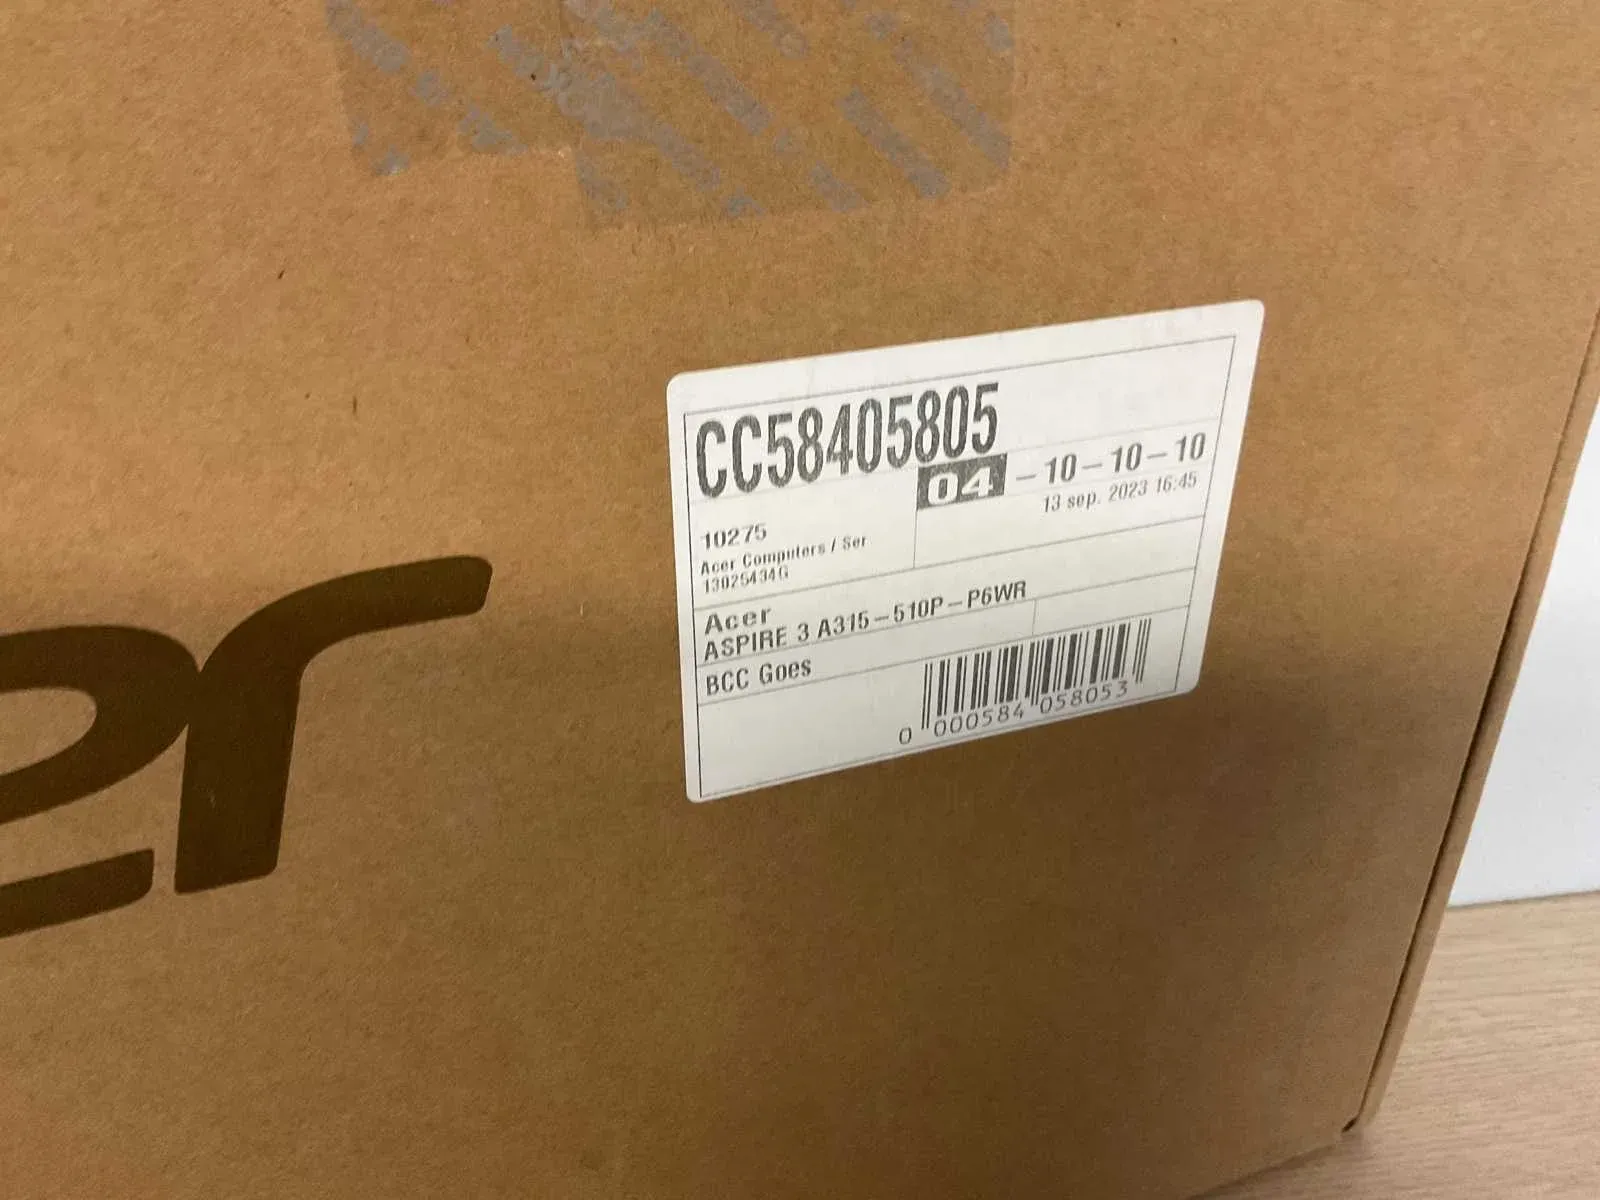 CC58405805
04 - 10 - 10 - 10
13 sep. 2023 16:45
10275
Acer Computers / Ser
13025434G
Acer
ASPIRE 3 A315-510P-P6WR
BCC Goes
0 000584 058053
er